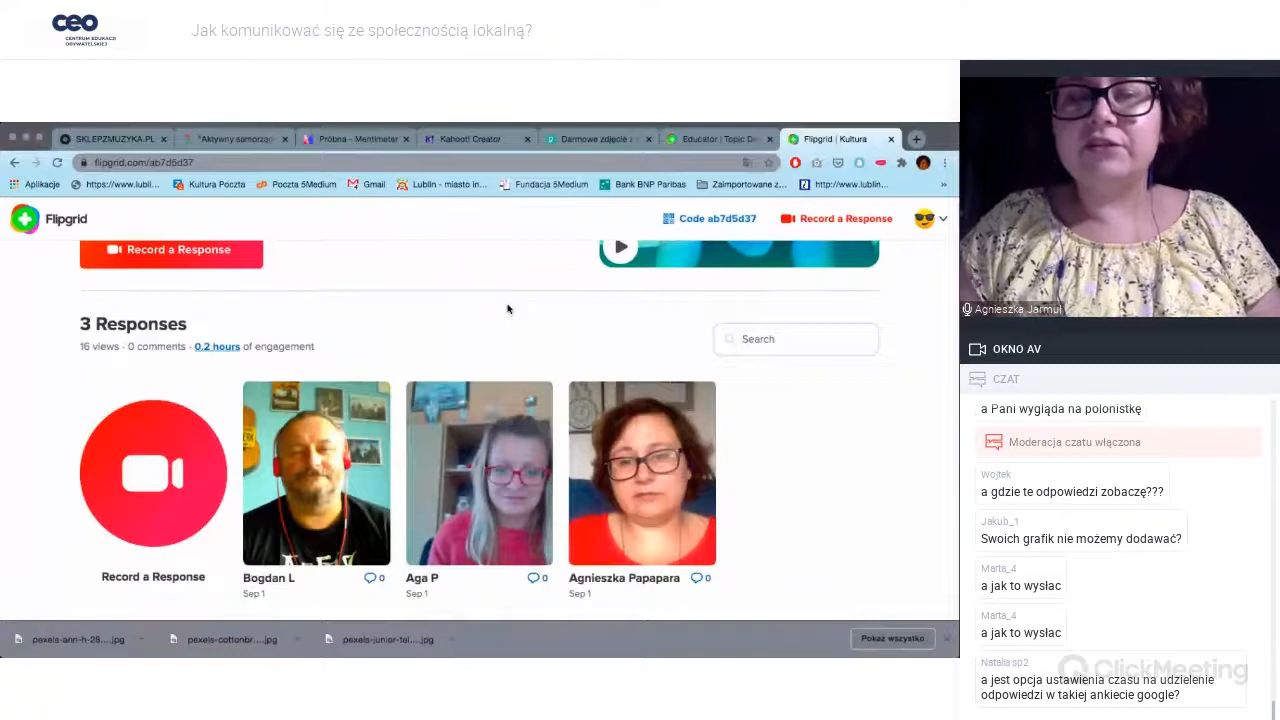 ceo
CENTRUM EDUKACJI
OBYWATELSKIEJ
Jak komunikować się ze społecznością lokalną?
SKLEPZMUZYKA.PL
"Aktywny samorząd
Próbna - Mentimeter
Kahoot! Creator
Darmowe zdjęcie z
Educator | Topic De
Flipgrid | Kultura
flipgrid.com/ab7d5d37
Aplikacje
https://www.lubli...
Kultura Poczta
Poczta 5Medium
Gmail
Lublin - miasto in...
Fundacja 5Medium
Bank BNP Paribas
Zaimportowane z...
http://www.lublin...
»
Flipgrid
Code ab7d5d37
Record a Response
Record a Response
3 Responses
16 views · 0 comments · 0.2 hours of engagement
Search
Record a Response
Bogdan L
0
Sep 1
Aga P
0
Sep 1
Agnieszka Papapara
0
Sep 1
pexels-ann-h-28....jpg
pexels-cottonbr....jpg
pexels-junior-tei....jpg
Pokaż wszystko
Agnieszka Jarmuł
OKNO AV
CZAT
a Pani wygląda na polonistkę
Moderacja czatu włączona
Wojtek
a gdzie te odpowiedzi zobaczę???
Jakub_1
Swoich grafik nie możemy dodawać?
Marta_4
a jak to wysłac
Marta_4
a jak to wysłac
Natalia sp2
a jest opcja ustawienia czasu na udzielenie
odpowiedzi w takiej ankiecie google?
ClickMeeting